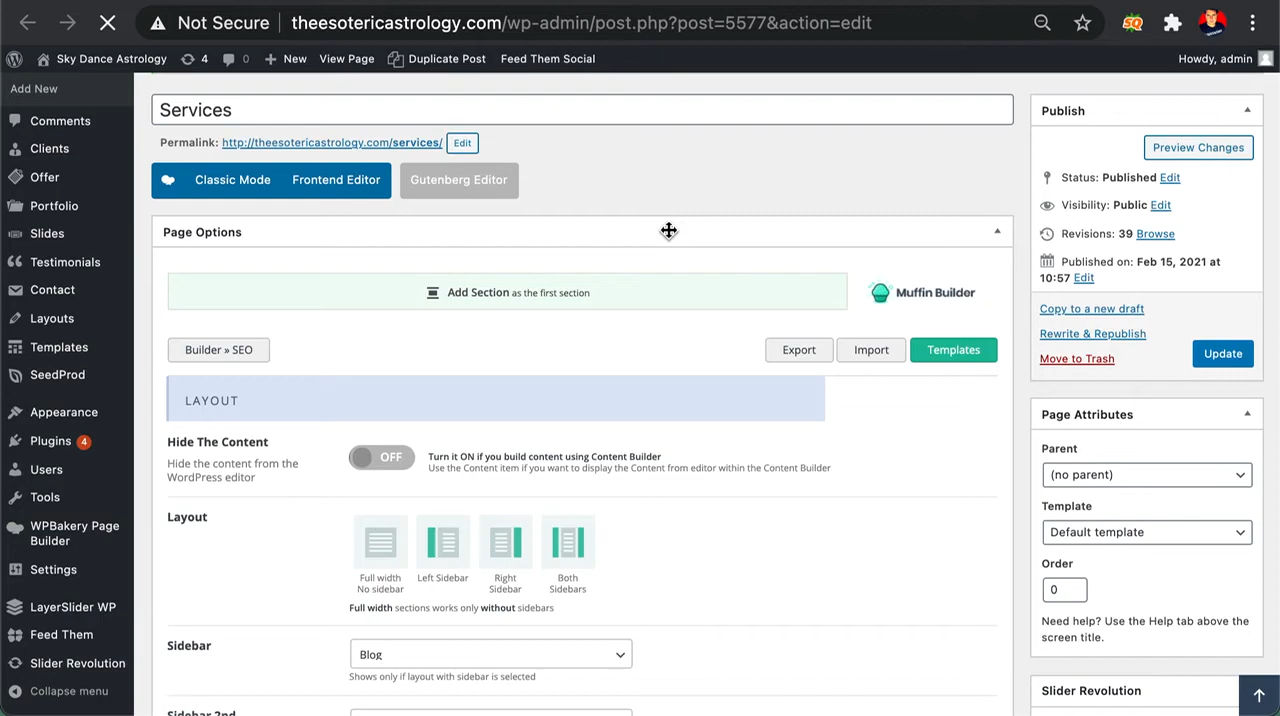 Not Secure theesotericastrology.com/wp-admin/post.php?post=5577&action=edit
Sky Dance Astrology 4 0 New View Page Duplicate Post Feed Them Social Howdy, admin
Add New
Comments
Clients
Offer
Portfolio
Slides
Testimonials
Contact
Layouts
Templates
SeedProd
Appearance
Plugins 4
Users
Tools
WPBakery Page
Builder
Settings
LayerSlider WP
Feed Them
Slider Revolution
Collapse menu
Services
Permalink: http://theesotericastrology.com/services/ Edit
Classic Mode Frontend Editor Gutenberg Editor
Page Options
Add Section as the first section
Muffin Builder
Builder » SEO Export Import Templates
LAYOUT
Hide The Content
Hide the content from the
WordPress editor
OFF
Turn it ON if you build content using Content Builder
Use the Content item if you want to display the Content from editor within the Content Builder
Layout
Full width
No sidebar
Left Sidebar
Right
Sidebar
Both
Sidebars
Full width sections works only without sidebars
Sidebar
Blog
Shows only if layout with sidebar is selected
Sidebar 2nd
Publish
Preview Changes
Status: Published Edit
Visibility: Public Edit
Revisions: 39 Browse
Published on: Feb 15, 2021 at
10:57 Edit
Copy to a new draft
Rewrite & Republish
Move to Trash
Update
Page Attributes
Parent
(no parent)
Template
Default template
Order
0
Need help? Use the Help tab above the
screen title.
Slider Revolution